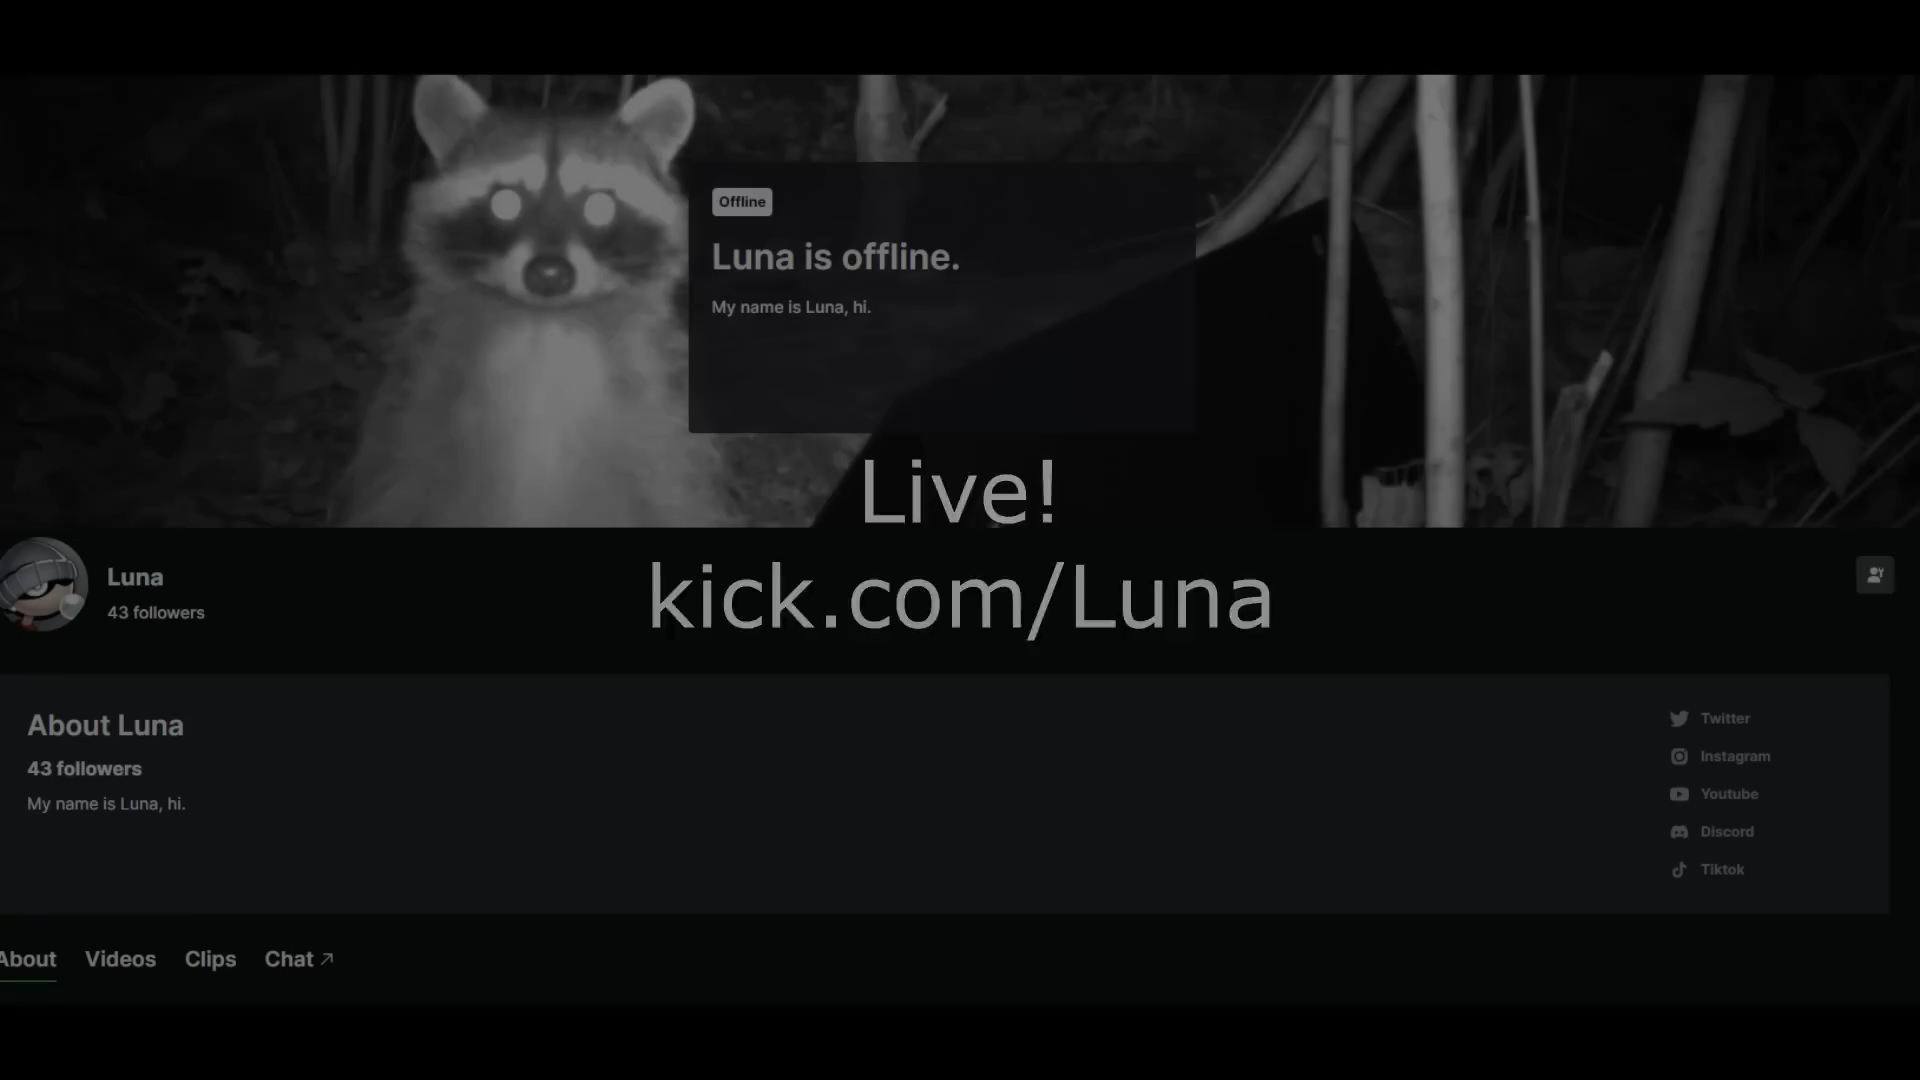 Offline
Luna is offline.
My name is Luna, hi.
Live!
kick.com/Luna
Luna
43 followers
About Luna
43 followers
My name is Luna, hi.
Twitter
Instagram
Youtube
Discord
Tiktok
About Videos Clips Chat